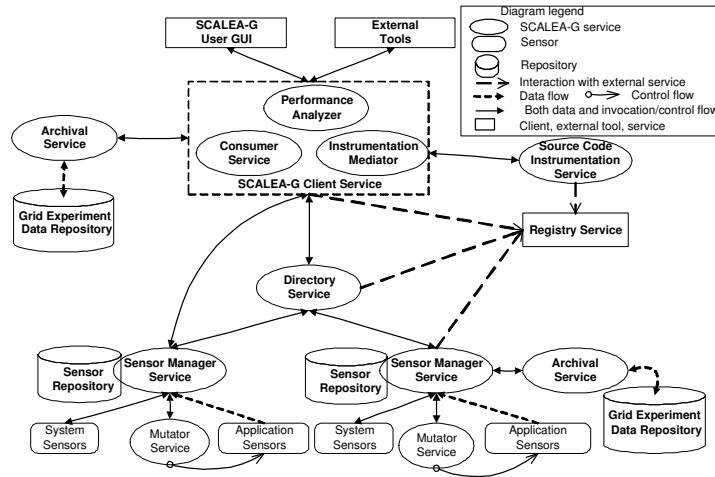 SCALEA-G
User GUI
External
Tools
Diagram legend
SCALEA-G service
Sensor
Repository
Interaction with external service
Data flow
Control flow
Both data and invocation/control flow
Client, external tool, service
Performance
Analyzer
Archival
Service
Consumer
Service
Instrumentation
Mediator
Source Code
Instrumentation
Service
SCALEA-G Client Service
Grid Experiment
Data Repository
Registry Service
Directory
Service
Sensor
Repository
Sensor Manager
Service
Sensor
Repository
Sensor Manager
Service
Archival
Service
Grid Experiment
Data Repository
System
Sensors
Mutator
Service
Application
Sensors
System
Sensors
Mutator
Service
Application
Sensors